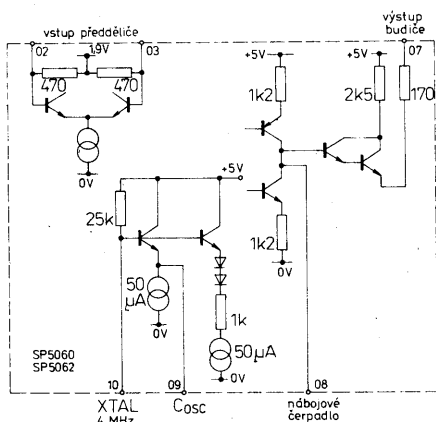 vstup předděliče
výstup
budiče
02
1,9V
03
+5V
+5V
07
470
470
1k2
2k5
170
0V
+5V
25k
1k2
0V
50
μA
0V
1k
50μA
0V
SP5060
SP5062
10
09
08
XTAL
4 MHz
COSC
nábojové
čerpadlo